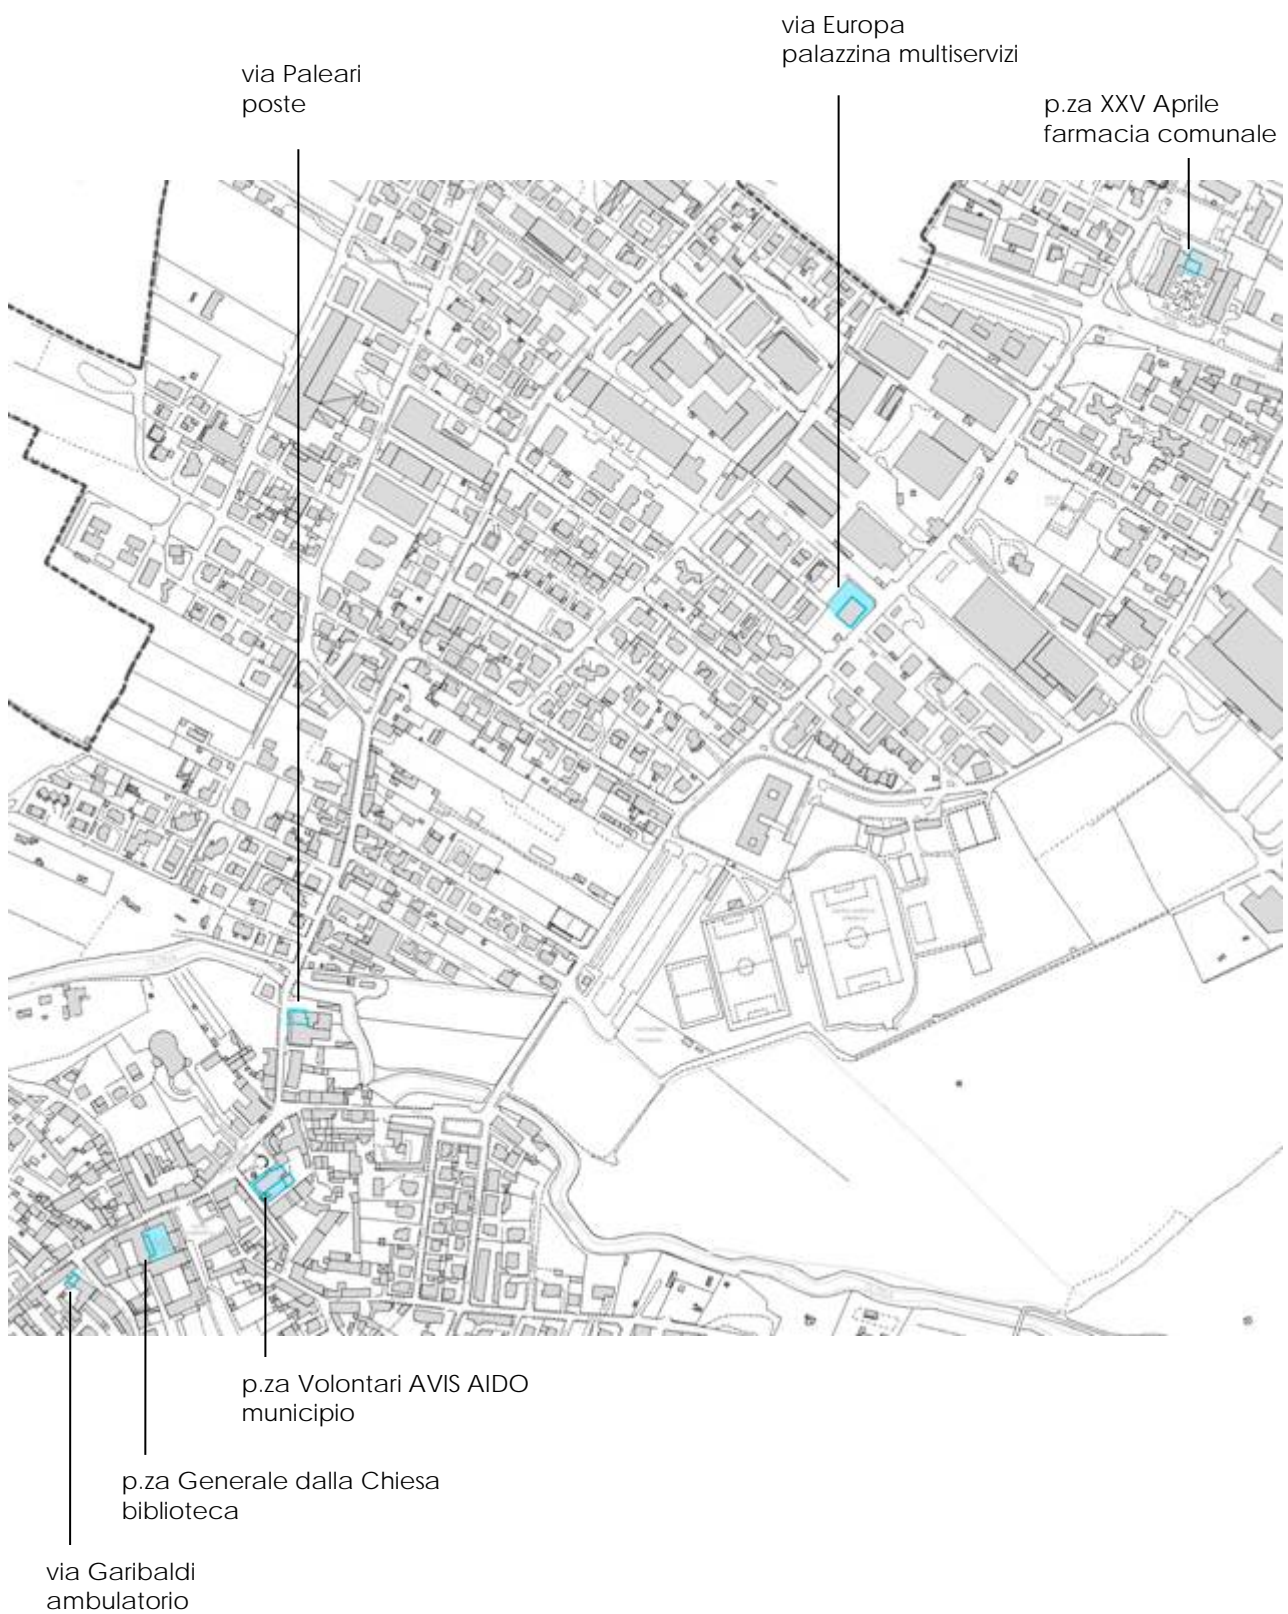 via Europa
palazzina multiservizi
via Paleari
poste
p.za XXV Aprile
farmacia comunale
p.za Volontari AVIS AIDO
municipio
p.za Generale dalla Chiesa
biblioteca
via Garibaldi
ambulatorio